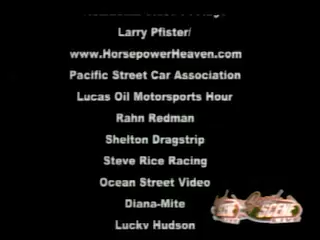 Larry Pfister/
www.HorsepowerHeaven.com
Pacific Street Car Association
Lucas Oil Motorsports Hour
Rahn Redman
Shelton Dragstrip
Steve Rice Racing
Ocean Street Video
Diana-Mite
SCENE
Lucky Hudson